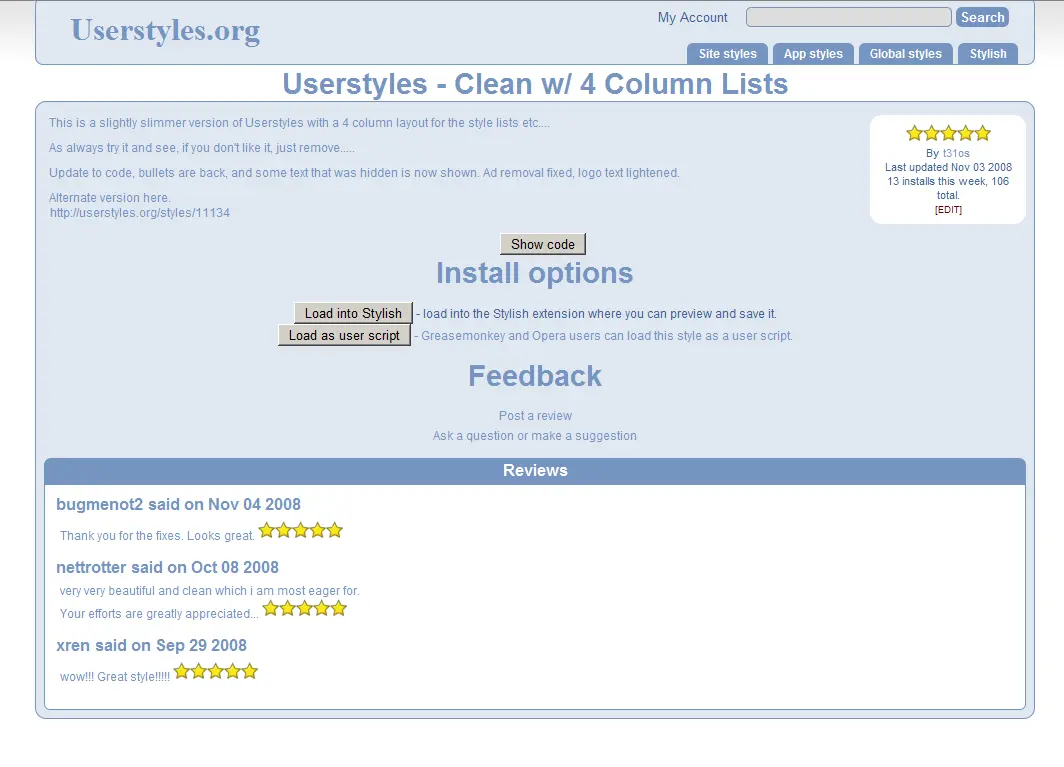 Userstyles.org
My Account
Search
Site styles
App styles
Global styles
Stylish
Userstyles - Clean w/ 4 Column Lists
This is a slightly slimmer version of Userstyles with a 4 column layout for the style lists etc....
As always try it and see, if you don't like it, just remove.....
Update to code, bullets are back, and some text that was hidden is now shown. Ad removal fixed, logo text lightened.
Alternate version here.
http://userstyles.org/styles/11134
By t31os
Last updated Nov 03 2008
13 installs this week, 106
total.
[EDIT]
Show code
Install options
Load into Stylish - load into the Stylish extension where you can preview and save it.
Load as user script - Greasemonkey and Opera users can load this style as a user script.
Feedback
Post a review
Ask a question or make a suggestion
Reviews
bugmenot2 said on Nov 04 2008
Thank you for the fixes. Looks great.
nettrotter said on Oct 08 2008
very very beautiful and clean which i am most eager for.
Your efforts are greatly appreciated...
xren said on Sep 29 2008
wow!!! Great style!!!!!